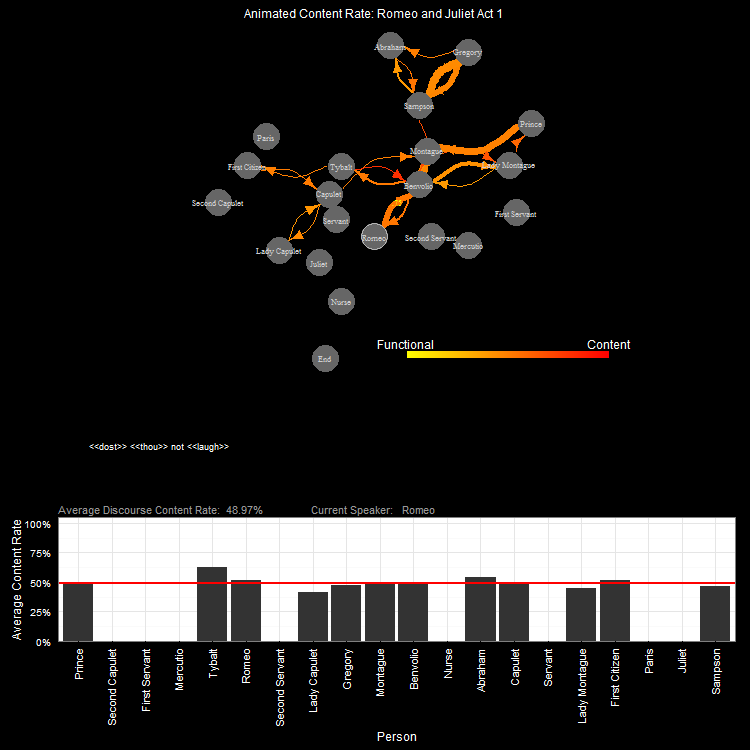 Animated Content Rate: Romeo and Juliet Act 1
Abraham
Gregory
Sampson
Prince
Paris
Montague
First Citizen
Tybalt
Lady Montague
Benvolio
Capulet
Second Capulet
First Servant
Servant
Romeo
Second Servant
Mercutio
Lady Capulet
Juliet
Nurse
Functional Content
End
<<dost>> <<thou>> not <<laugh>>
Average Discourse Content Rate: 48.97% Current Speaker: Romeo
Average Content Rate
100%
75%
50%
25%
0%
Prince
Second Capulet
First Servant
Mercutio
Tybalt
Romeo
Second Servant
Lady Capulet
Gregory
Montague
Benvolio
Nurse
Abraham
Capulet
Servant
Lady Montague
First Citizen
Paris
Juliet
Sampson
Person